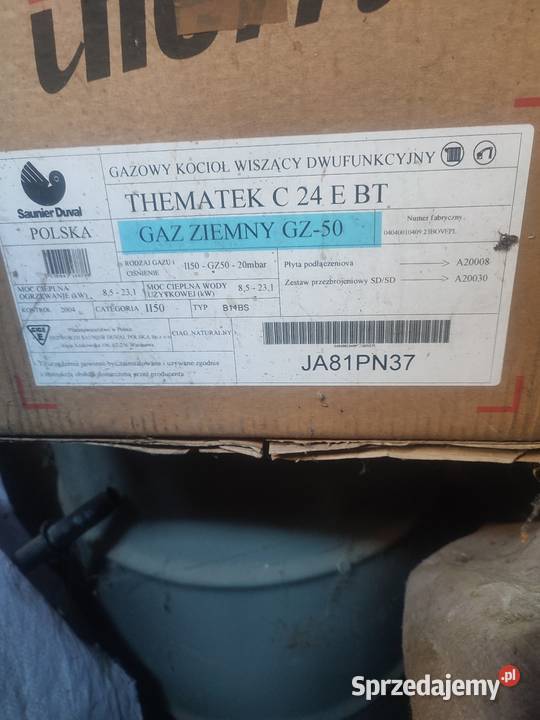 them
GAZOWY KOCIOŁ WISZĄCY DWUFUNKCYJNY
Saunier Duval
POLSKA
THEMATEK C 24 E BT
GAZ ZIEMNY GZ-50
Numer fabryczny
RODZAJ GAZU i CIŚNIENIE
II50 - GZ50 - 20mbar
Płyta podłączeniowa
A20008
Zestaw przezbrojeniowy SD/SD
A20030
MOC CIEPLNA OGRZEWANIE (kW)
8,5 - 23,1
MOC CIEPLNA WODY UŻYTKOWEJ (kW)
8,5 - 23,1
KONTROL
2004
CATEGORIA
II50
TYP
B11BS
CIĄG NATURALNY
JA81PN37
Sprzedajemy.pl